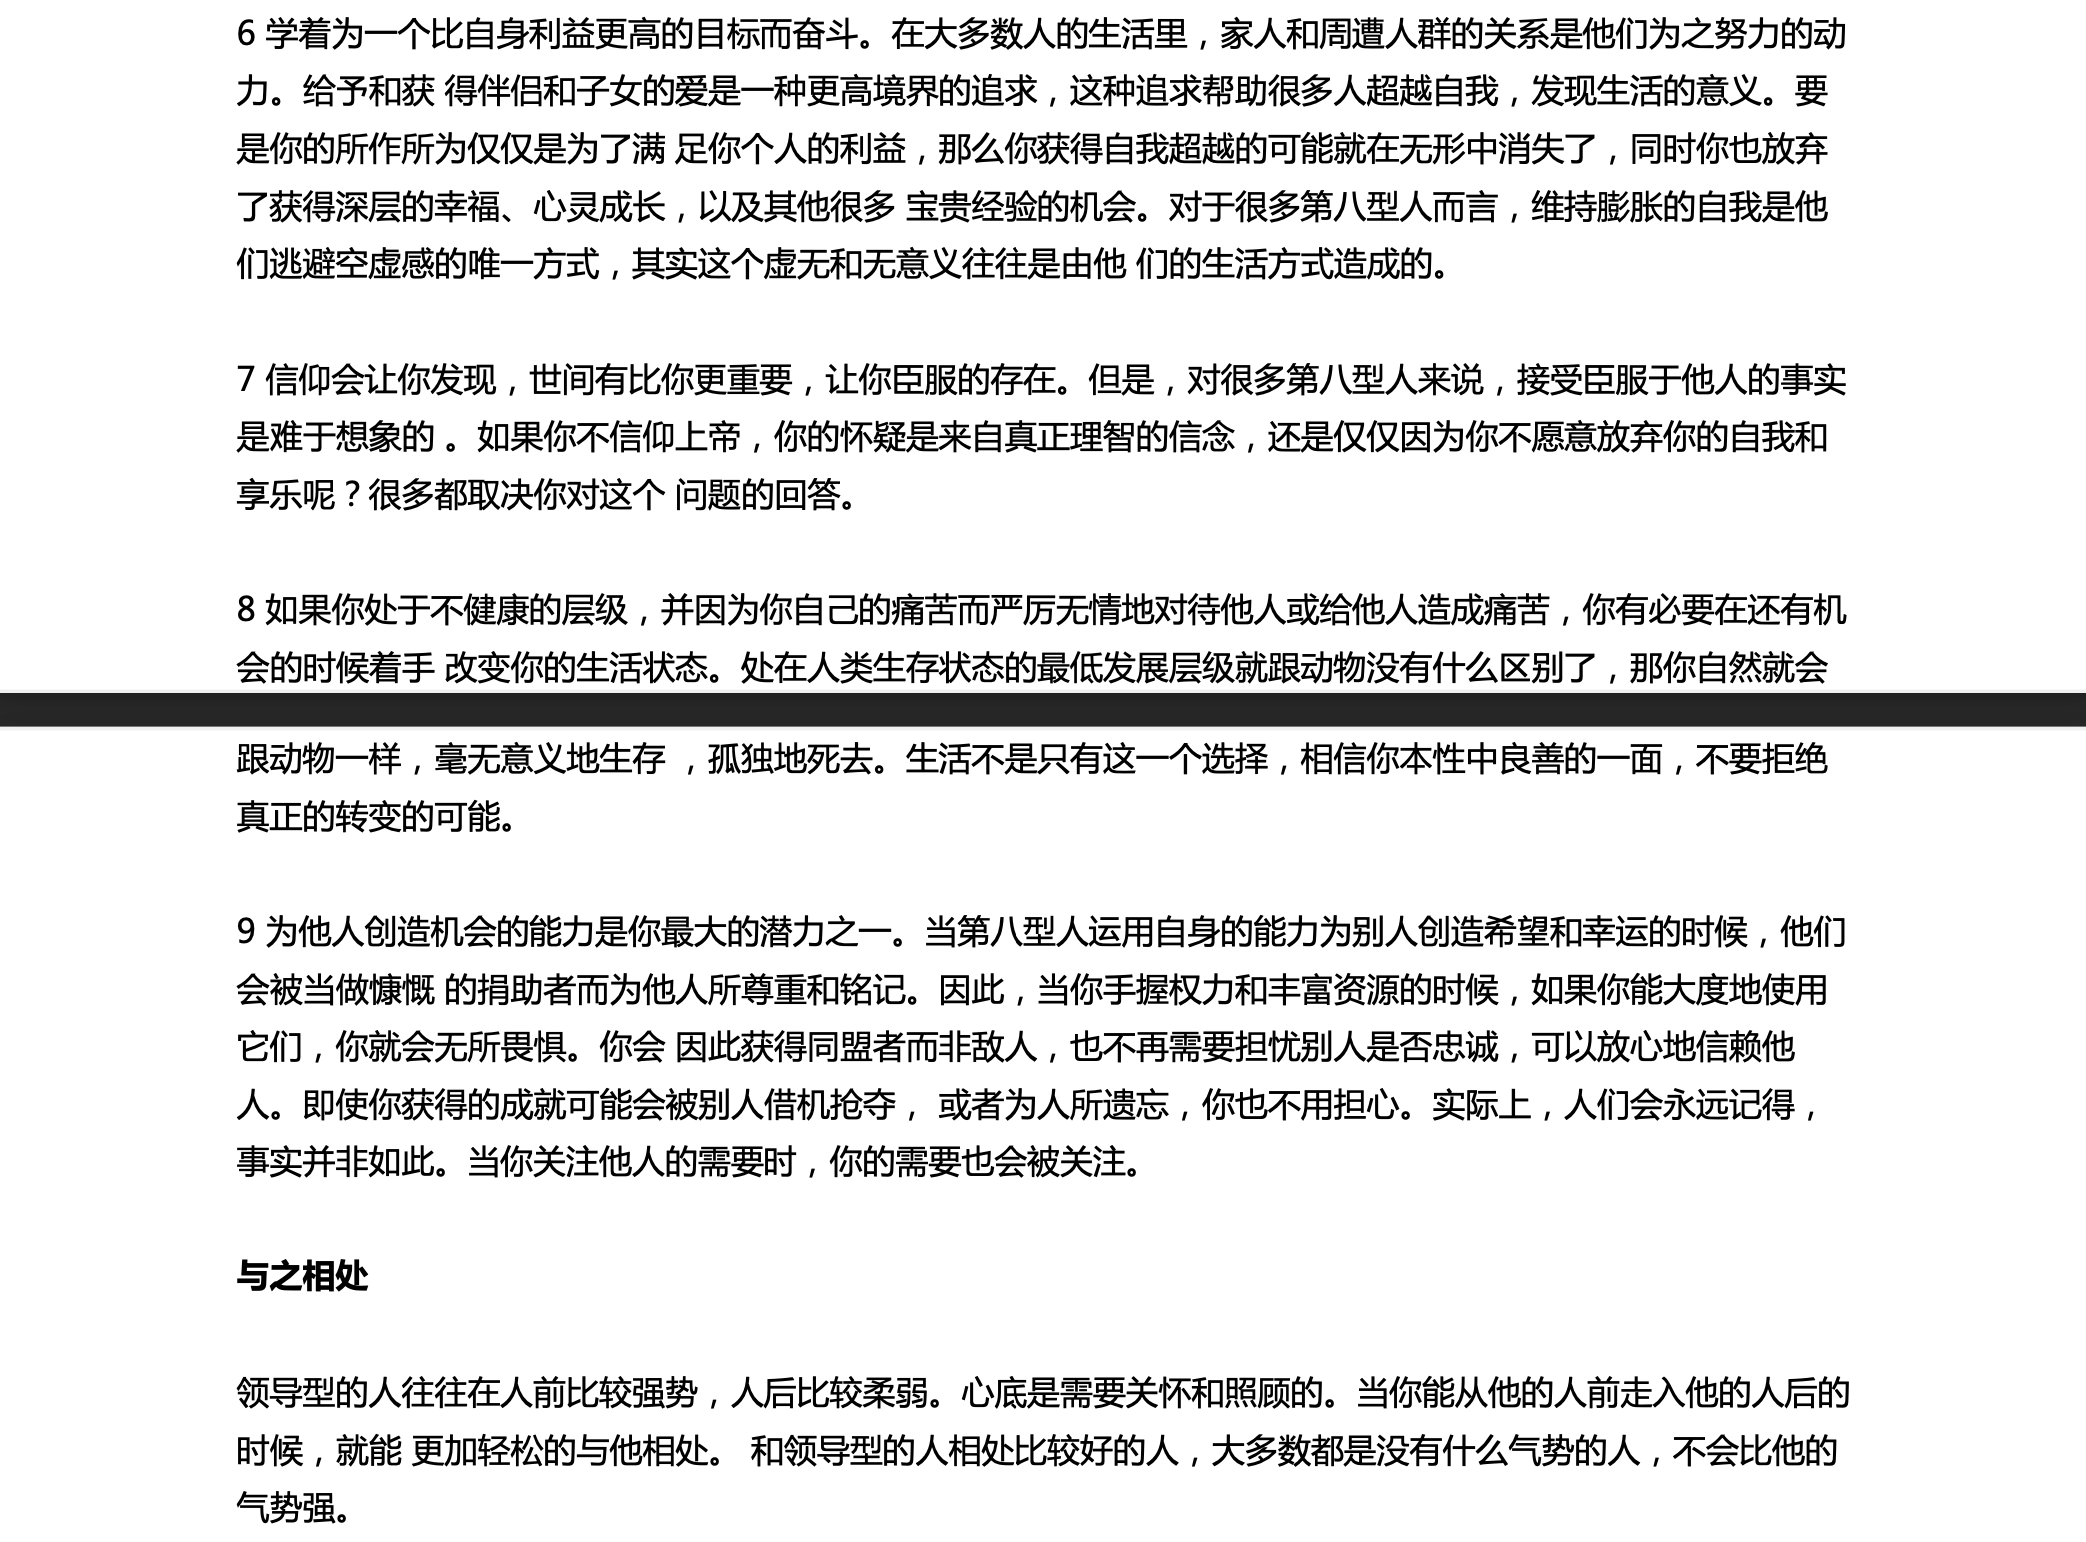 6 学着为一个比自身利益更高的目标而奋斗。在大多数人的生活里，家人和周遭人群的关系是他们为之努力的动
力。给予和获 得伴侣和子女的爱是一种更高境界的追求，这种追求帮助很多人超越自我，发现生活的意义。要
是你的所作所为仅仅是为了满 足你个人的利益，那么你获得自我超越的可能就在无形中消失了，同时你也放弃
了获得深层的幸福、心灵成长，以及其他很多 宝贵经验的机会。对于很多第八型人而言，维持膨胀的自我是他
们逃避空虚感的唯一方式，其实这个虚无和无意义往往是由他 们的生活方式造成的。
7 信仰会让你发现，世间有比你更重要，让你臣服的存在。但是，对很多第八型人来说，接受臣服于他人的事实
是难于想象的 。如果你不信仰上帝，你的怀疑是来自真正理智的信念，还是仅仅因为你不愿意放弃你的自我和
享乐呢？很多都取决你对这个 问题的回答。
8 如果你处于不健康的层级，并因为你自己的痛苦而严厉无情地对待他人或给他人造成痛苦，你有必要在还有机
会的时候着手 改变你的生活状态。处在人类生存状态的最低发展层级就跟动物没有什么区别了，那你自然就会
跟动物一样，毫无意义地生存 ，孤独地死去。生活不是只有这一个选择，相信你本性中良善的一面，不要拒绝
真正的转变的可能。
9 为他人创造机会的能力是你最大的潜力之一。当第八型人运用自身的能力为别人创造希望和幸运的时候，他们
会被当做慷慨 的捐助者而为他人所尊重和铭记。因此，当你手握权力和丰富资源的时候，如果你能大度地使用
它们，你就会无所畏惧。你会 因此获得同盟者而非敌人，也不再需要担忧别人是否忠诚，可以放心地信赖他
人。即使你获得的成就可能会被别人借机抢夺， 或者为人所遗忘，你也不用担心。实际上，人们会永远记得，
事实并非如此。当你关注他人的需要时，你的需要也会被关注。
与之相处
领导型的人往往在人前比较强势，人后比较柔弱。心底是需要关怀和照顾的。当你能从他的人前走入他的人后的
时候，就能 更加轻松的与他相处。 和领导型的人相处比较好的人，大多数都是没有什么气势的人，不会比他的
气势强。